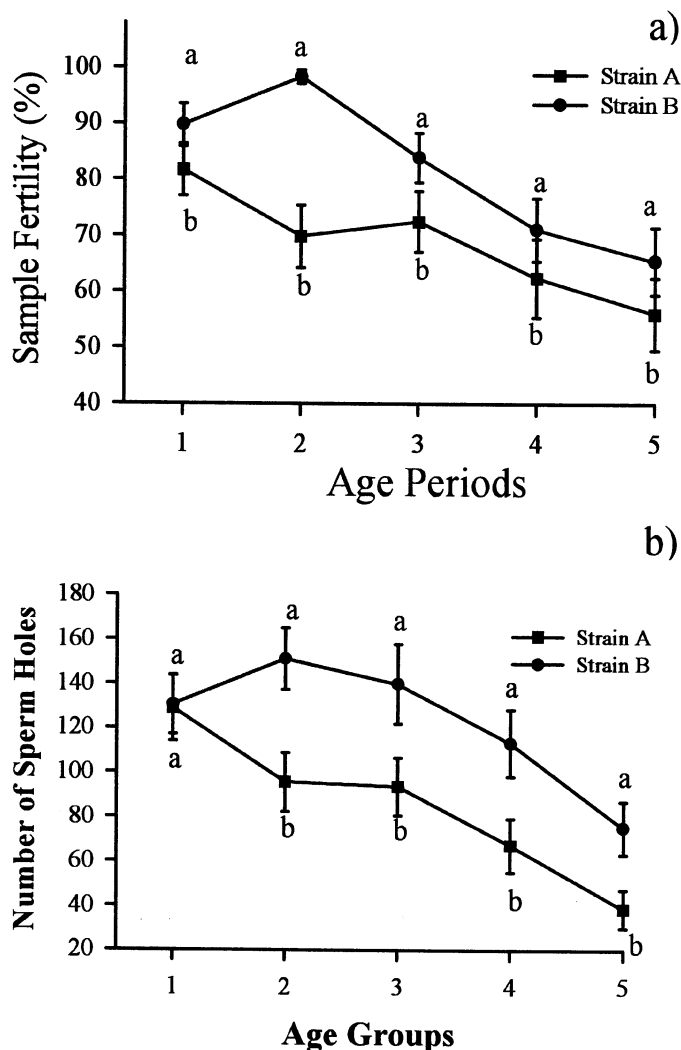 a)
Sample Fertility (%)
100
90
80
70
60
50
40
a
a
a
a
a
b
b
b
b
b
Strain A
Strain B
1 2 3 4 5
Age Periods
b)
Number of Sperm Holes
180
160
140
120
100
80
60
40
20
a
a
a
a
a
a
b
b
b
b
Strain A
Strain B
1 2 3 4 5
Age Groups